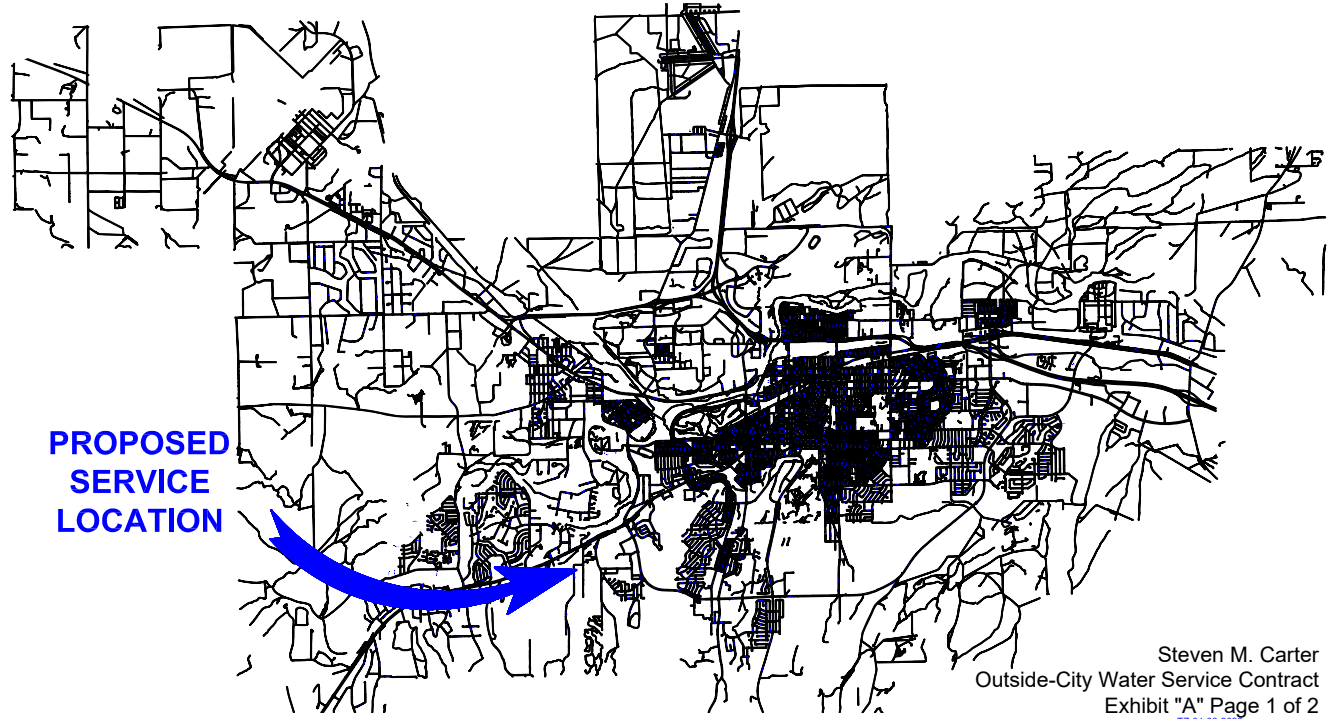 PROPOSED
SERVICE
LOCATION
Steven M. Carter
Outside-City Water Service Contract
Exhibit "A" Page 1 of 2